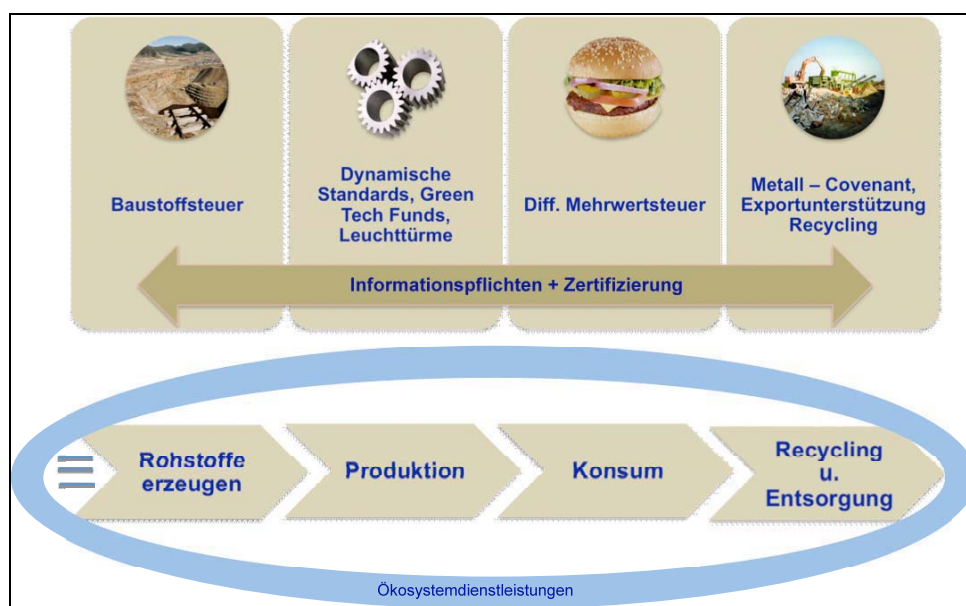 Baustoffsteuer
Dynamische
Standards, Green
Tech Funds,
Leuchttürme
Diff. Mehrwertsteuer
Metall – Covenant,
Exportunterstützung
Recycling
Informationspflichten + Zertifizierung
Rohstoffe
erzeugen
Produktion
Konsum
Recycling
u.
Entsorgung
Ökosystemdienstleistungen